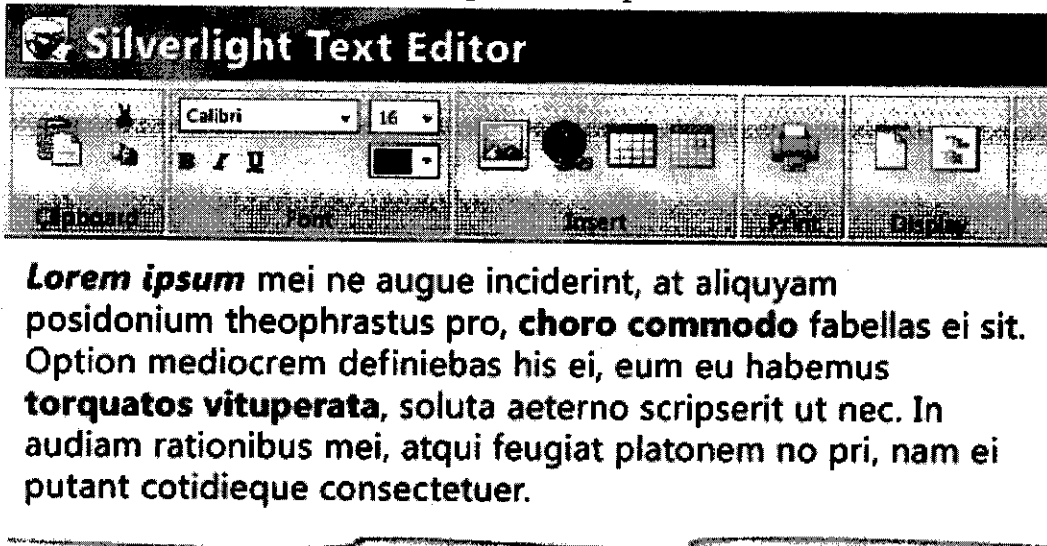 Silverlight Text Editor
Calibri 16
B I U
Clipboard Font Insert Print Display
Lorem ipsum mei ne augue inciderint, at aliquyam
posidonium theophrastus pro, choro commodo fabellas ei sit.
Option mediocrem definiebas his ei, eum eu habemus
torquatos vituperata, soluta aeterno scripserit ut nec. In
audiam rationibus mei, atqui feugiat platonem no pri, nam ei
putant cotidieque consectetuer.